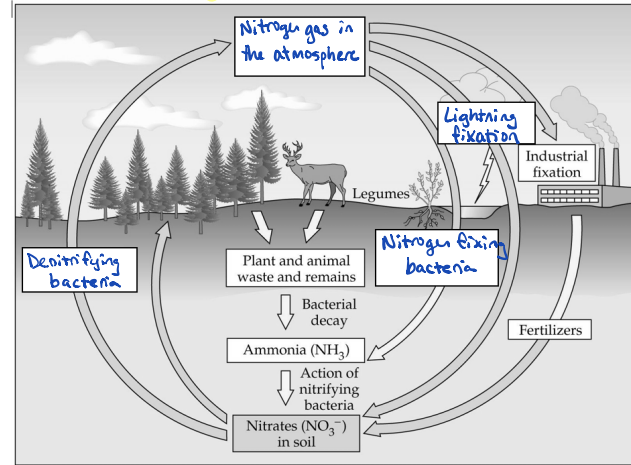 Nitrogen gas in
the atmosphere
Lightning
fixation
Industrial
fixation
Legumes
Denitrifying
bacteria
Plant and animal
waste and remains
Nitrogen fixing
bacteria
Bacterial
decay
Fertilizers
Ammonia (NH₃)
Action of
nitrifying
bacteria
Nitrates (NO₃⁻)
in soil